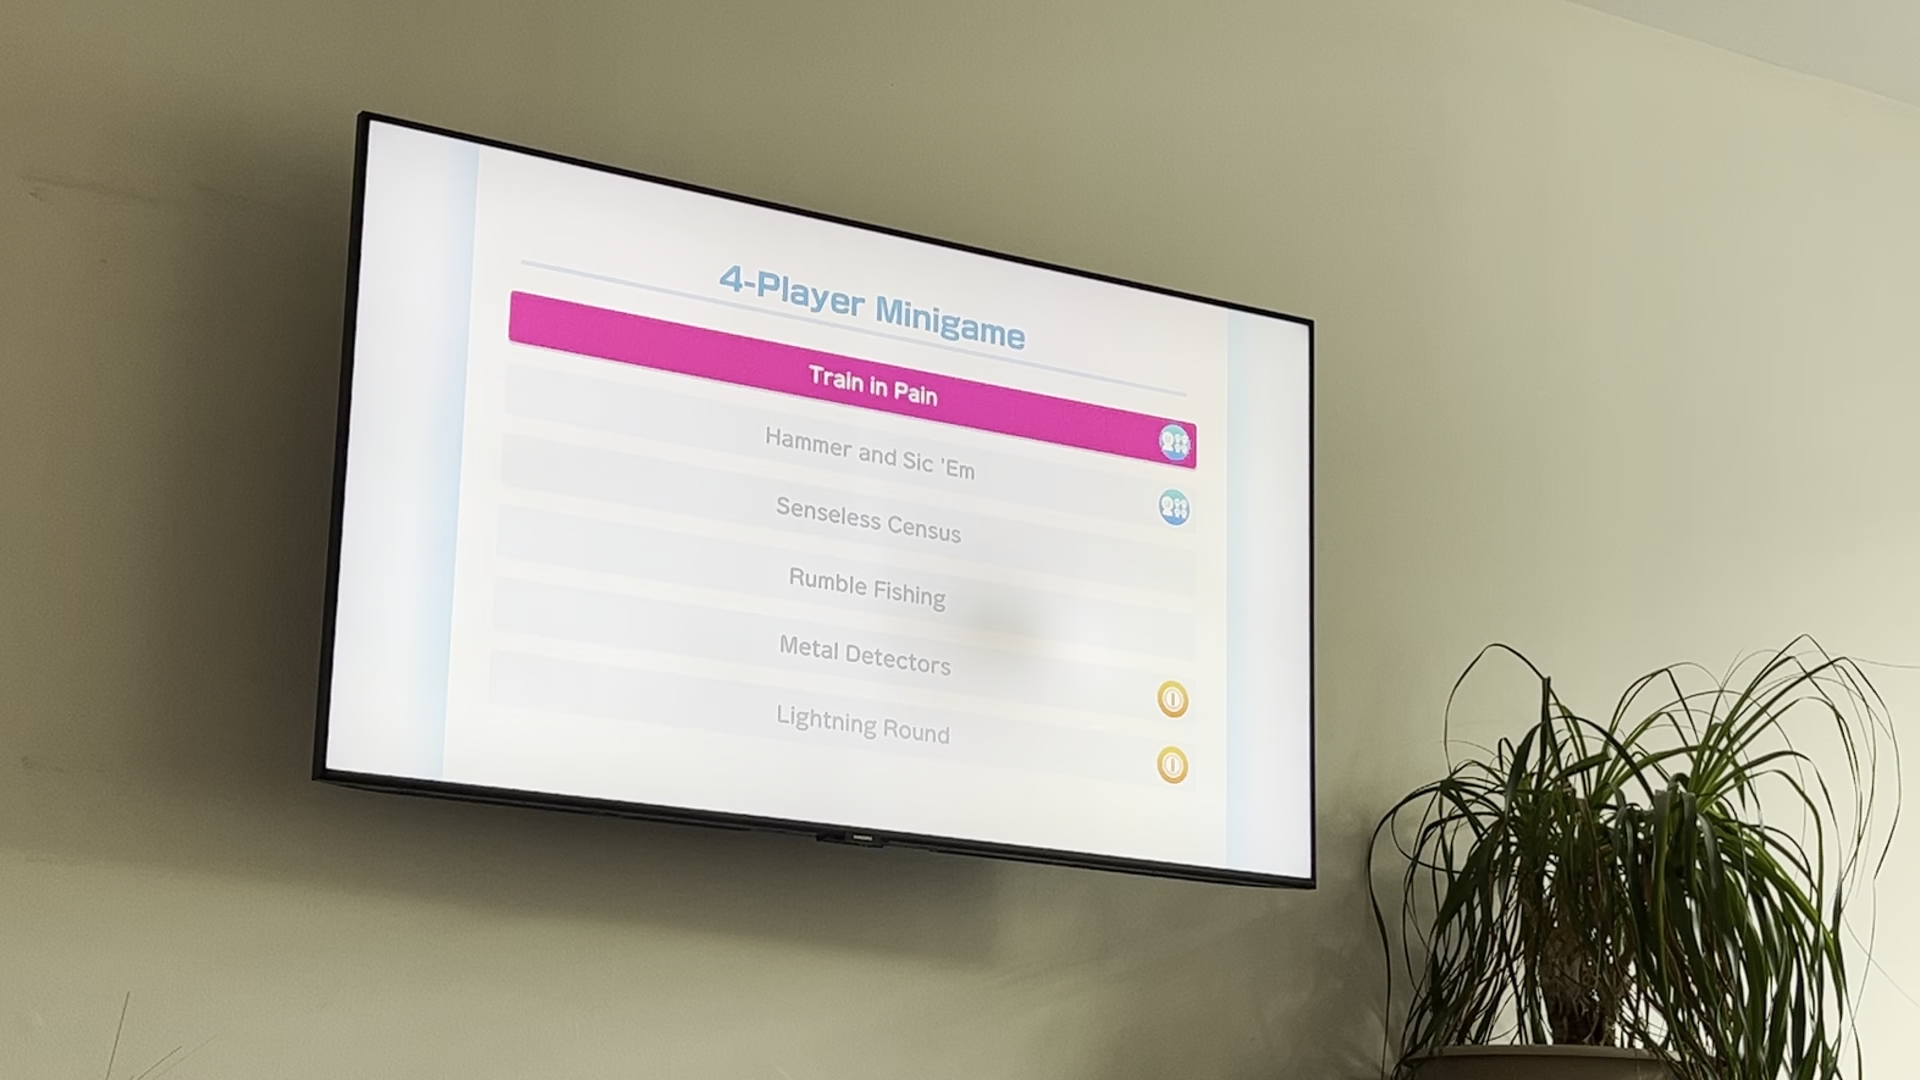 4-Player Minigame
Train in Pain
Hammer and Sic 'Em
Senseless Census
Rumble Fishing
Metal Detectors
Lightning Round